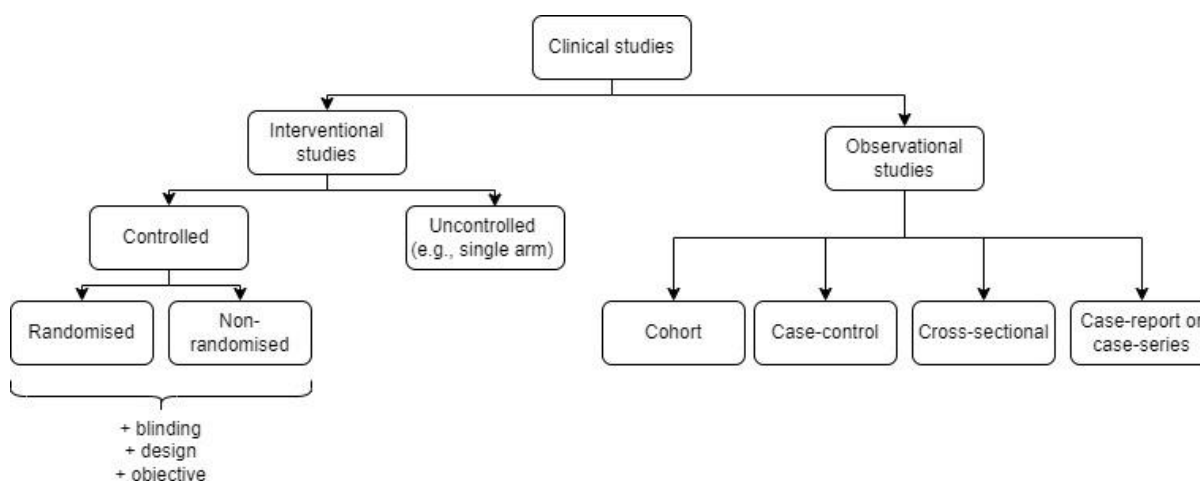 Clinical studies
Interventional
studies
Observational
studies
Controlled
Uncontrolled
(e.g., single arm)
Randomised
Non-
randomised
Cohort
Case-control
Cross-sectional
Case-report or
case-series
+ blinding
+ design
+ objective